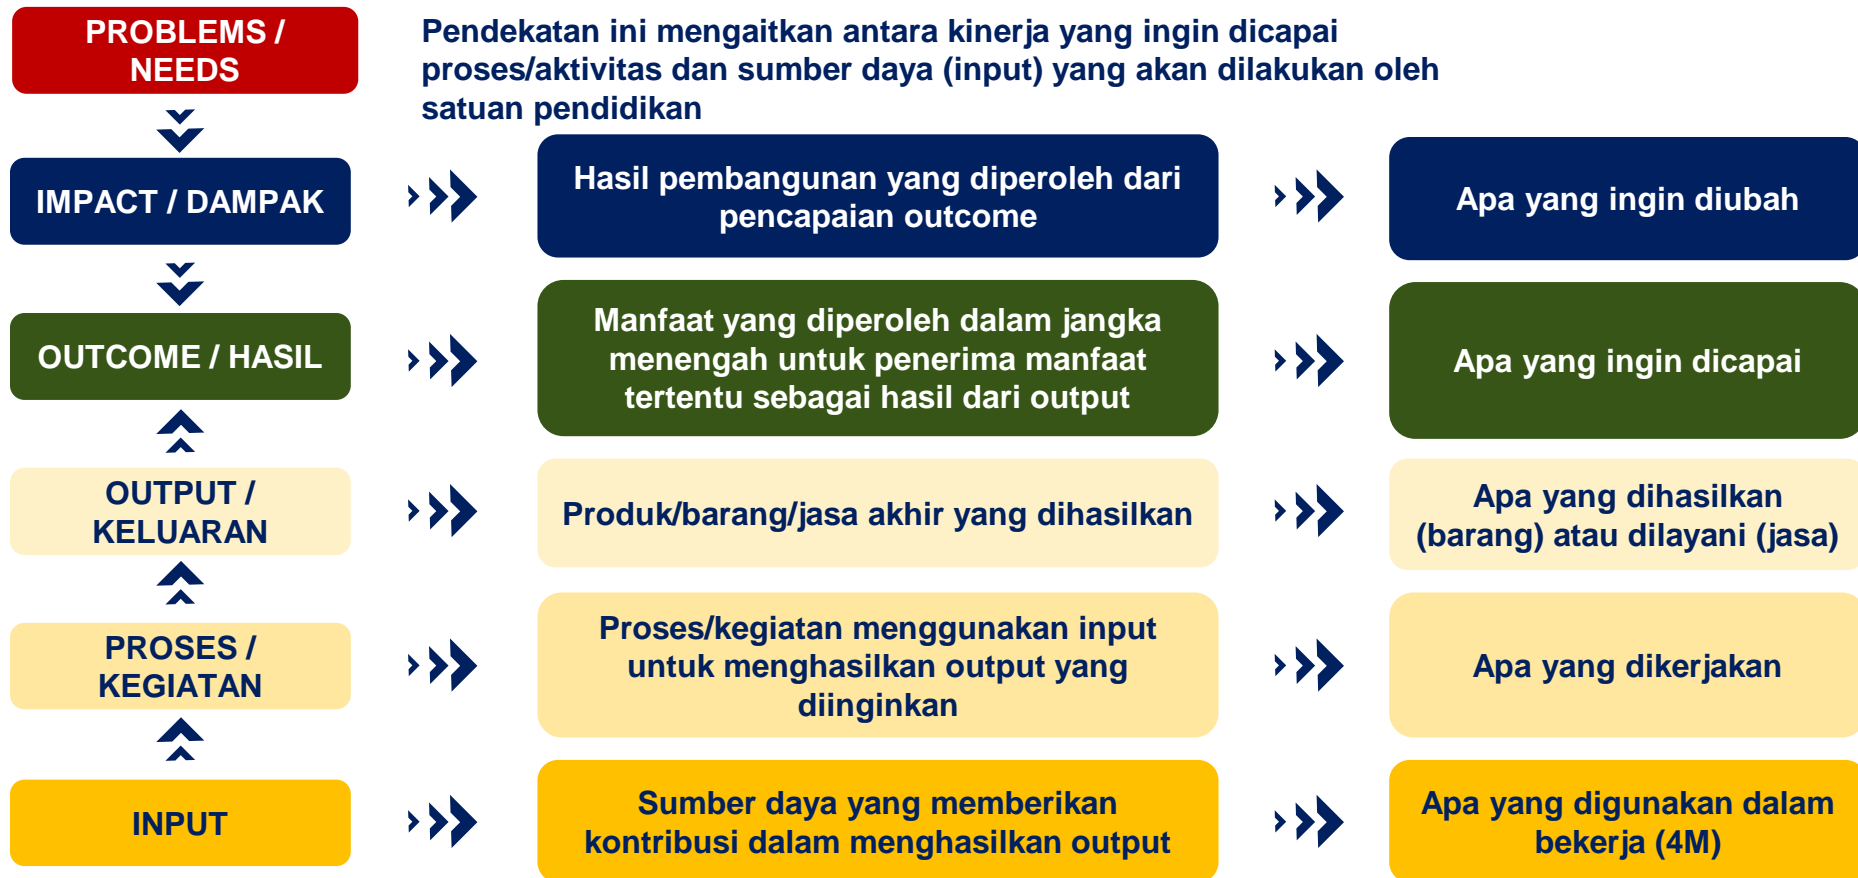 PROBLEMS /
NEEDS
Pendekatan ini mengaitkan antara kinerja yang ingin dicapai
proses/aktivitas dan sumber daya (input) yang akan dilakukan oleh
satuan pendidikan
IMPACT / DAMPAK
Hasil pembangunan yang diperoleh dari
pencapaian outcome
Apa yang ingin diubah
OUTCOME / HASIL
Manfaat yang diperoleh dalam jangka
menengah untuk penerima manfaat
tertentu sebagai hasil dari output
Apa yang ingin dicapai
OUTPUT /
KELUARAN
Produk/barang/jasa akhir yang dihasilkan
Apa yang dihasilkan
(barang) atau dilayani (jasa)
PROSES /
KEGIATAN
Proses/kegiatan menggunakan input
untuk menghasilkan output yang
diinginkan
Apa yang dikerjakan
INPUT
Sumber daya yang memberikan
kontribusi dalam menghasilkan output
Apa yang digunakan dalam
bekerja (4M)